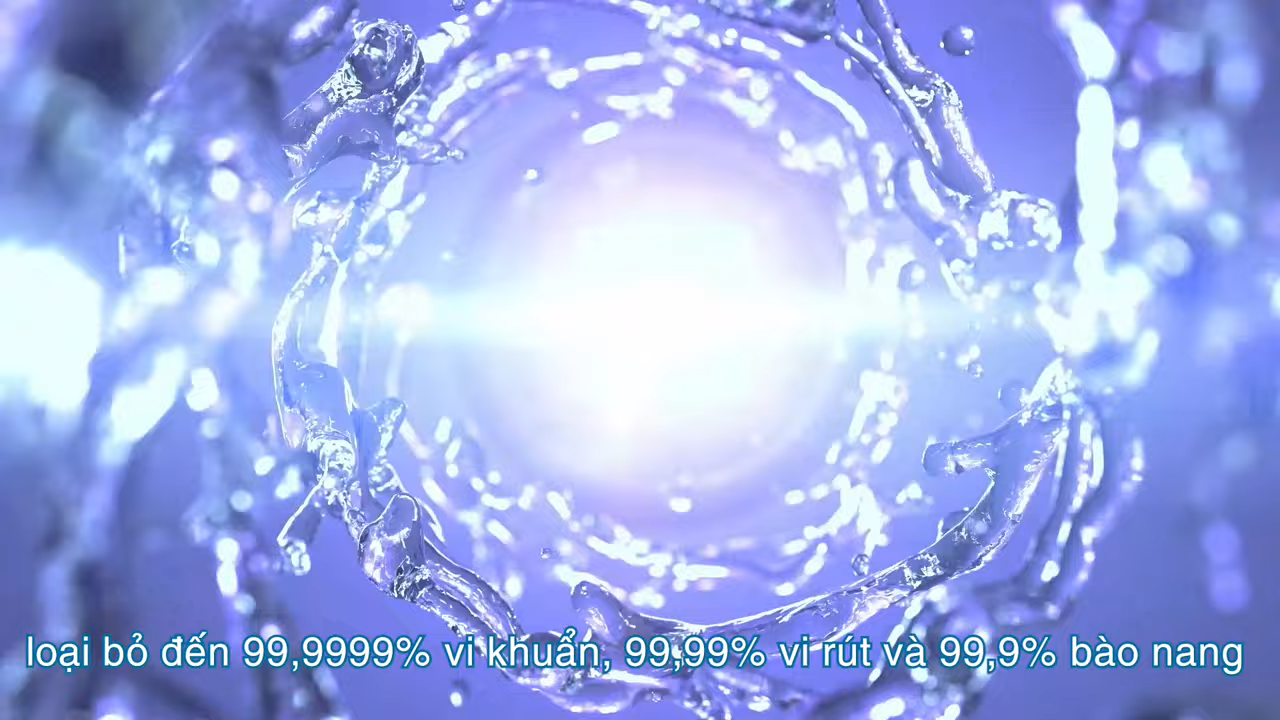 loại bỏ đến 99,9999% vi khuẩn, 99,99% vi rút và 99,9% bào nang